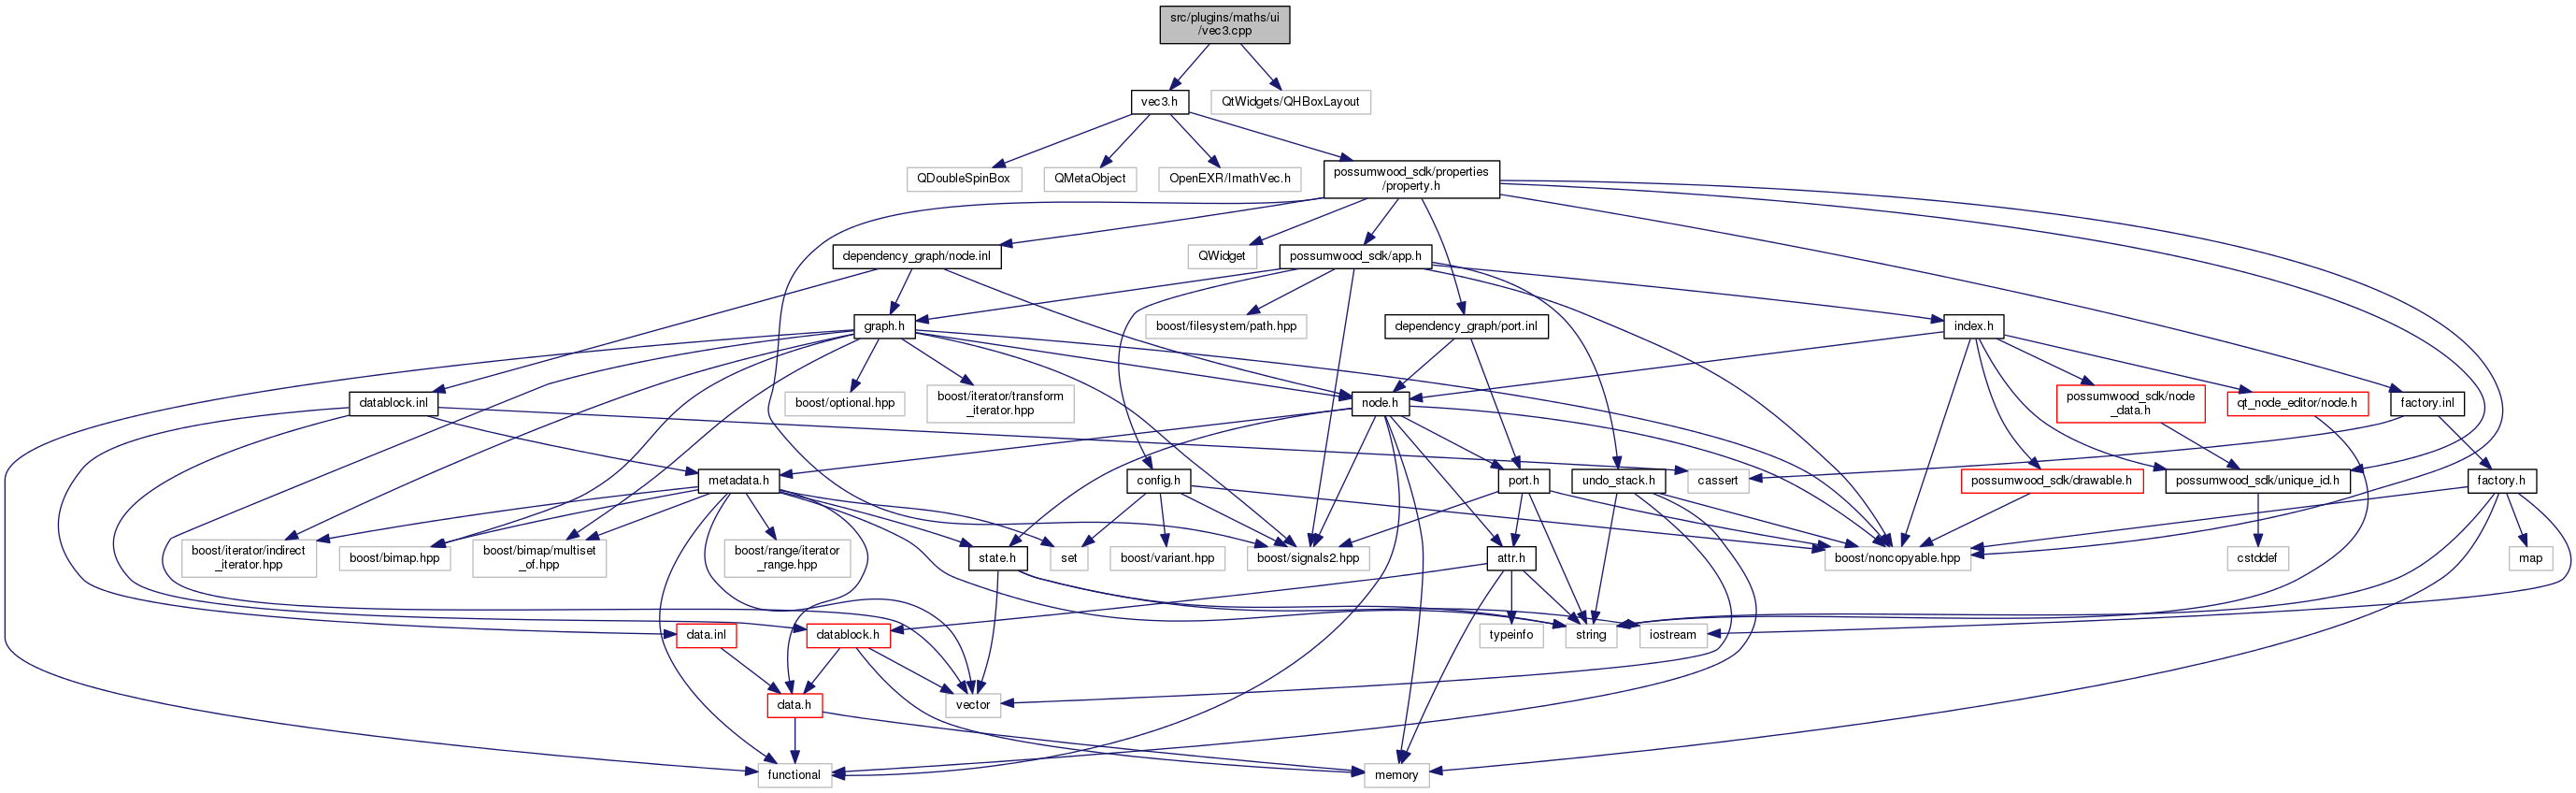 src/plugins/maths/ui
/vec3.cpp
vec3.h
QtWidgets/QHBoxLayout
QDoubleSpinBox
QMetaObject
OpenEXR/ImathVec.h
possumwood_sdk/properties
/property.h
dependency_graph/node.inl
QWidget
possumwood_sdk/app.h
graph.h
boost/filesystem/path.hpp
dependency_graph/port.inl
index.h
datablock.inl
boost/optional.hpp
boost/iterator/transform
_iterator.hpp
node.h
possumwood_sdk/node
_data.h
qt_node_editor/node.h
factory.inl
metadata.h
config.h
cassert
port.h
undo_stack.h
possumwood_sdk/drawable.h
possumwood_sdk/unique_id.h
factory.h
boost/iterator/indirect
_iterator.hpp
boost/bimap.hpp
boost/bimap/multiset
_of.hpp
boost/range/iterator
_range.hpp
state.h
set
boost/variant.hpp
boost/signals2.hpp
attr.h
boost/noncopyable.hpp
cstddef
map
data.inl
datablock.h
typeinfo
string
iostream
data.h
vector
functional
memory